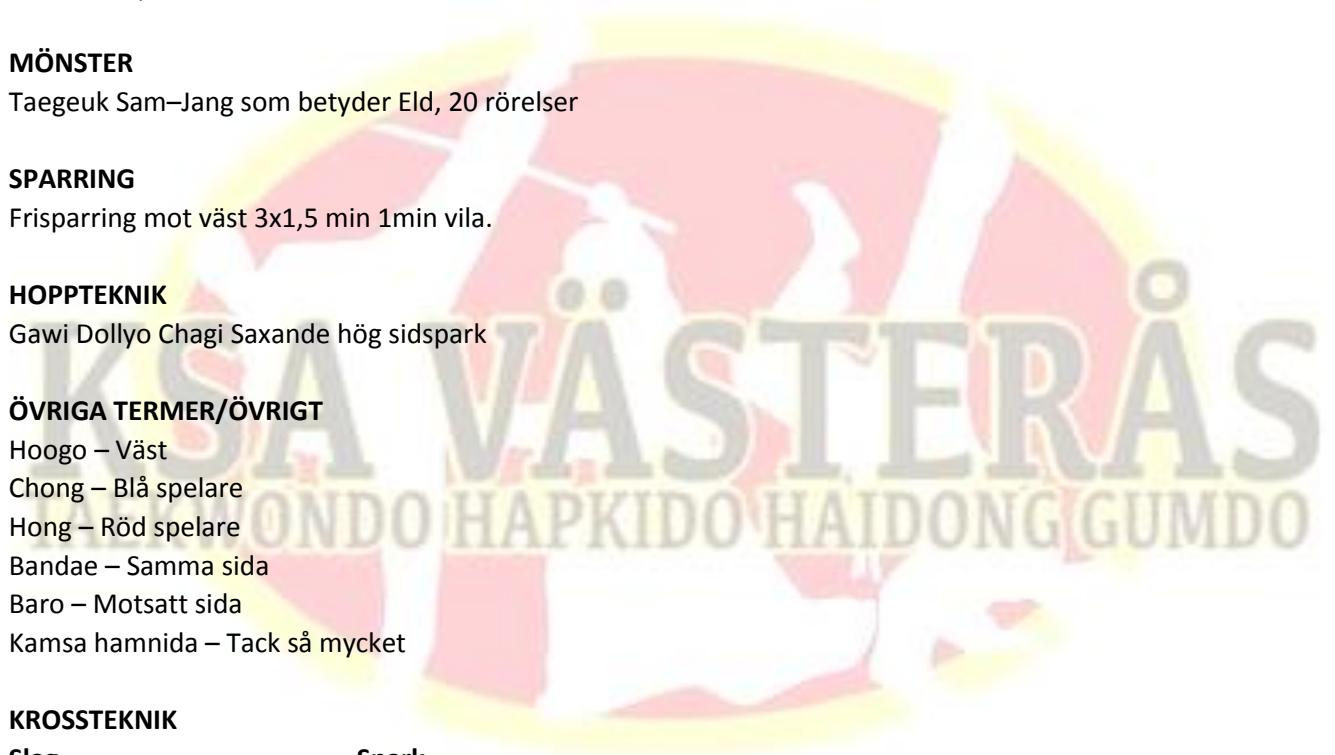 MÖNSTER
Taegeuk Sam–Jang som betyder Eld, 20 rörelser
SPARRING
Frisparring mot väst 3x1,5 min 1min vila.
HOPPTEKNIK
Gawi Dollyo Chagi Saxande hög sidspark
ÖVRIGA TERMER/ÖVRIGT
Hoogo – Väst
Chong – Blå spelare
Hong – Röd spelare
Bandae – Samma sida
Baro – Motsatt sida
Kamsa hamnida – Tack så mycket
KROSSTEKNIK
Slag Spark
KSA VÄSTERÅS
TAEKWONDO HAPKIDO HAIDONG GUMDO